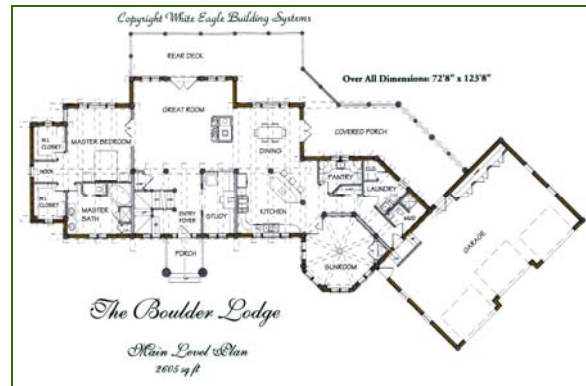 Copyright White Eagle Building Systems
REAR DECK
Over All Dimensions: 72'8" x 123'8"
GREAT ROOM
W.I.
CLOSET
MASTER BEDROOM
COVERED PORCH
DINING
NOOK
PANTRY
CLO.
LAUNDRY
W.I.
CLOSET
MASTER
BATH
ENTRY
FOYER
STUDY
KITCHEN
MUD
GARAGE
PORCH
SUNROOM
The Boulder Lodge
Main Level Plan
2605 sq ft